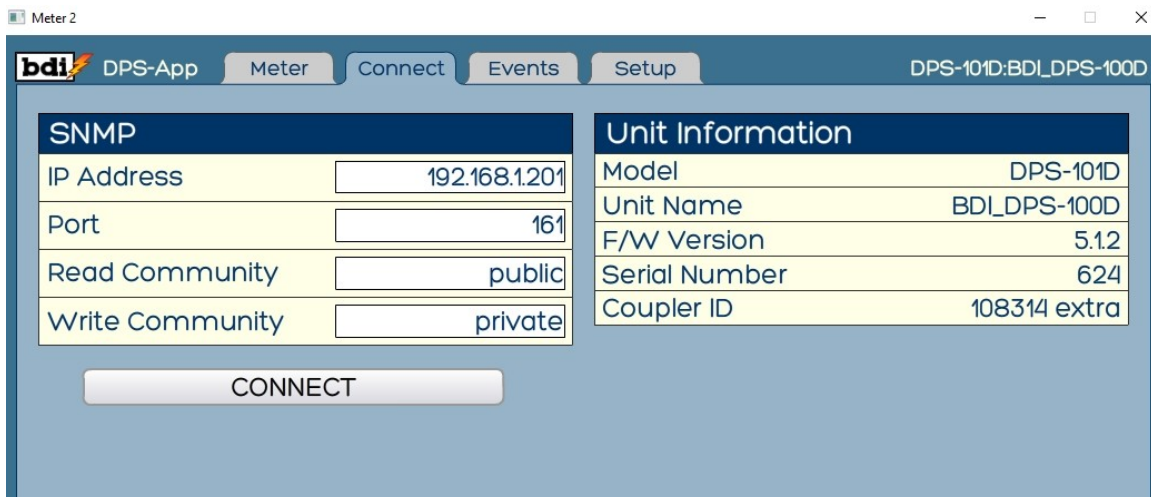 Meter 2
bdi DPS-App Meter Connect Events Setup DPS-101D:BDI_DPS-100D
SNMP
IP Address 192.168.1.201
Port 161
Read Community public
Write Community private
CONNECT
Unit Information
Model DPS-101D
Unit Name BDI_DPS-100D
F/W Version 5.1.2
Serial Number 624
Coupler ID 108314 extra